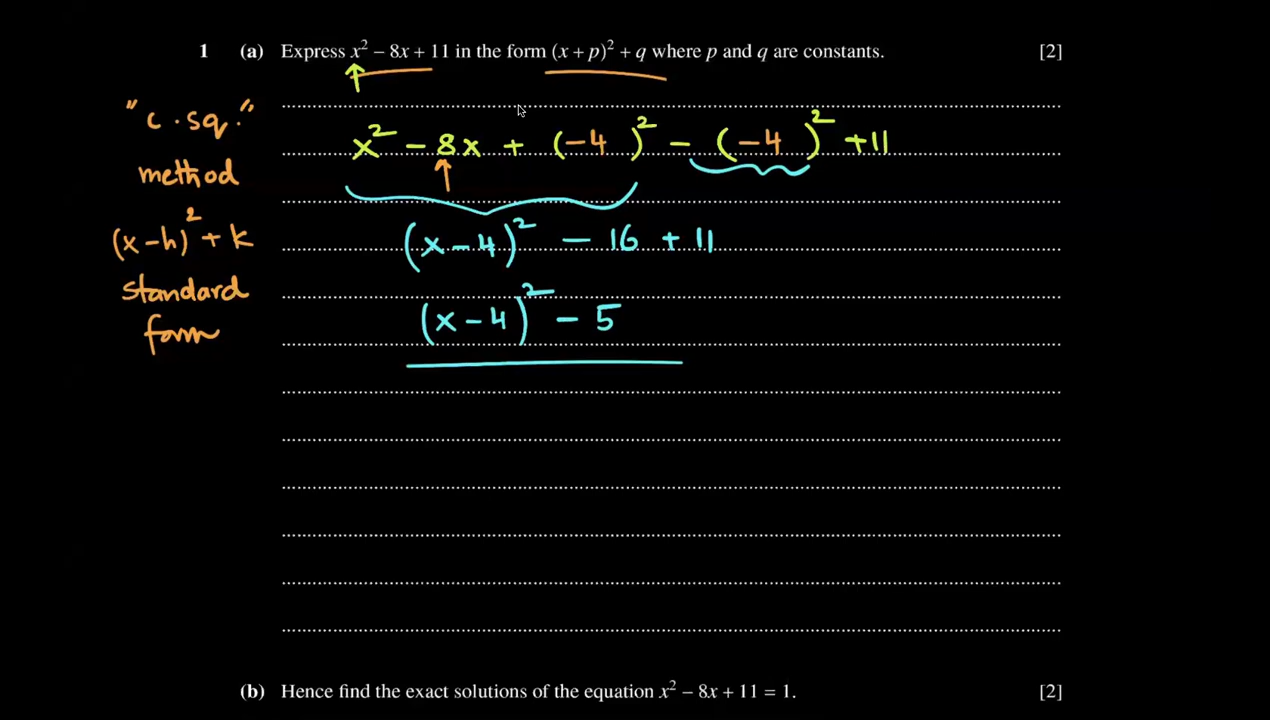 1 (a) Express x² − 8x + 11 in the form (x + p)² + q where p and q are constants. [2]
"c.sq."
method
(x − h)² + k
standard
form
x² − 8x + (−4)² − (−4)² + 11
(x − 4)² − 16 + 11
(x − 4)² − 5
(b) Hence find the exact solutions of the equation x² − 8x + 11 = 1. [2]